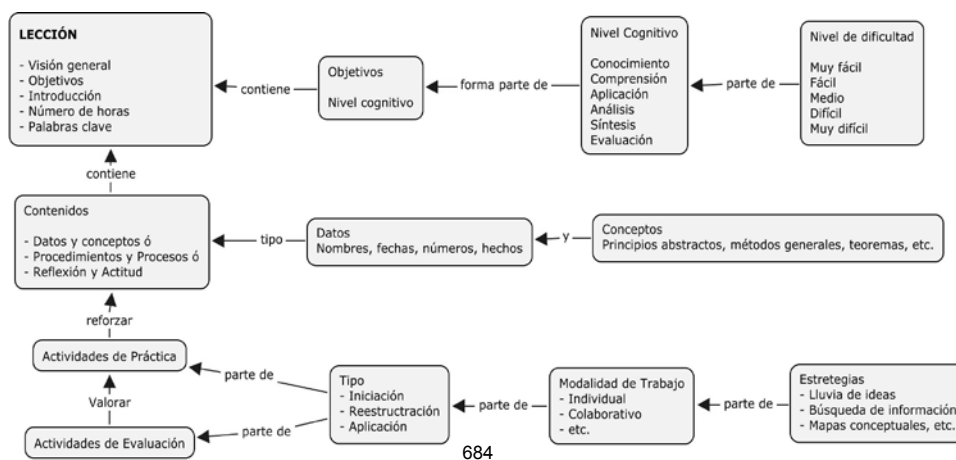 LECCIÓN
- Visión general
- Objetivos
- Introducción
- Número de horas
- Palabras clave
contiene
Objetivos
Nivel cognitivo
forma parte de
Nivel Cognitivo
Conocimiento
Comprensión
Aplicación
Análisis
Síntesis
Evaluación
parte de
Nivel de dificultad
Muy fácil
Fácil
Medio
Difícil
Muy difícil
contiene
Contenidos
- Datos y conceptos ó
- Procedimientos y Procesos ó
- Reflexión y Actitud
tipo
Datos
Nombres, fechas, números, hechos
y
Conceptos
Principios abstractos, métodos generales, teoremas, etc.
reforzar
Actividades de Práctica
parte de
Valorar
Actividades de Evaluación
parte de
Tipo
- Iniciación
- Reestructración
- Aplicación
parte de
Modalidad de Trabajo
- Individual
- Colaborativo
- etc.
parte de
Estretegias
- Lluvia de ideas
- Búsqueda de información
- Mapas conceptuales, etc.
684